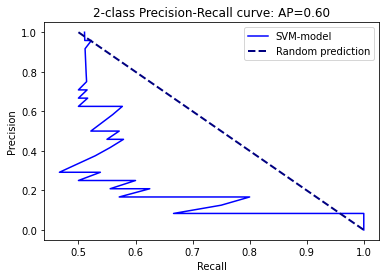 2-class Precision-Recall curve: AP=0.60
SVM-model
Random prediction
Precision
1.0
0.8
0.6
0.4
0.2
0.0
0.5 0.6 0.7 0.8 0.9 1.0
Recall